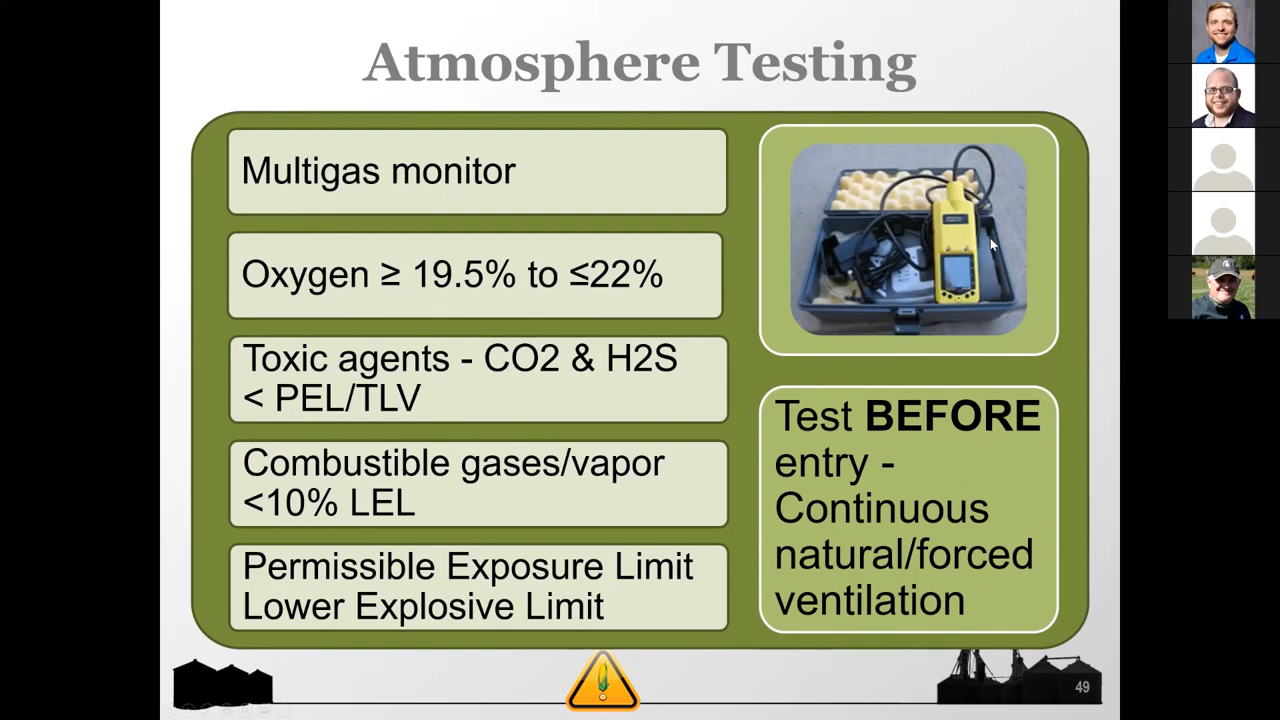 Atmosphere Testing
Multigas monitor
Oxygen ≥ 19.5% to ≤22%
Toxic agents - CO2 & H2S
< PEL/TLV
Combustible gases/vapor
<10% LEL
Permissible Exposure Limit
Lower Explosive Limit
Test BEFORE
entry -
Continuous
natural/forced
ventilation
49